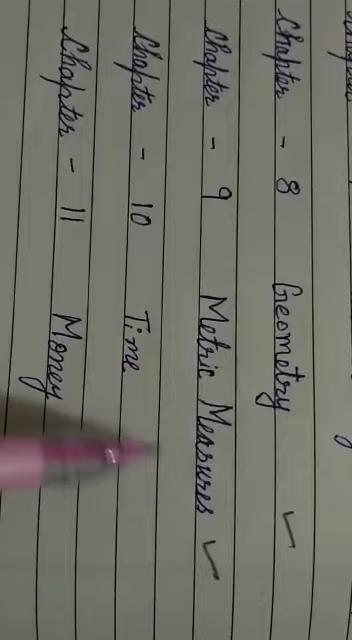 Chapter - 8 Geometry ✓
Chapter - 9 Metric Measures ✓
Chapter - 10 Time
Chapter - 11 Money